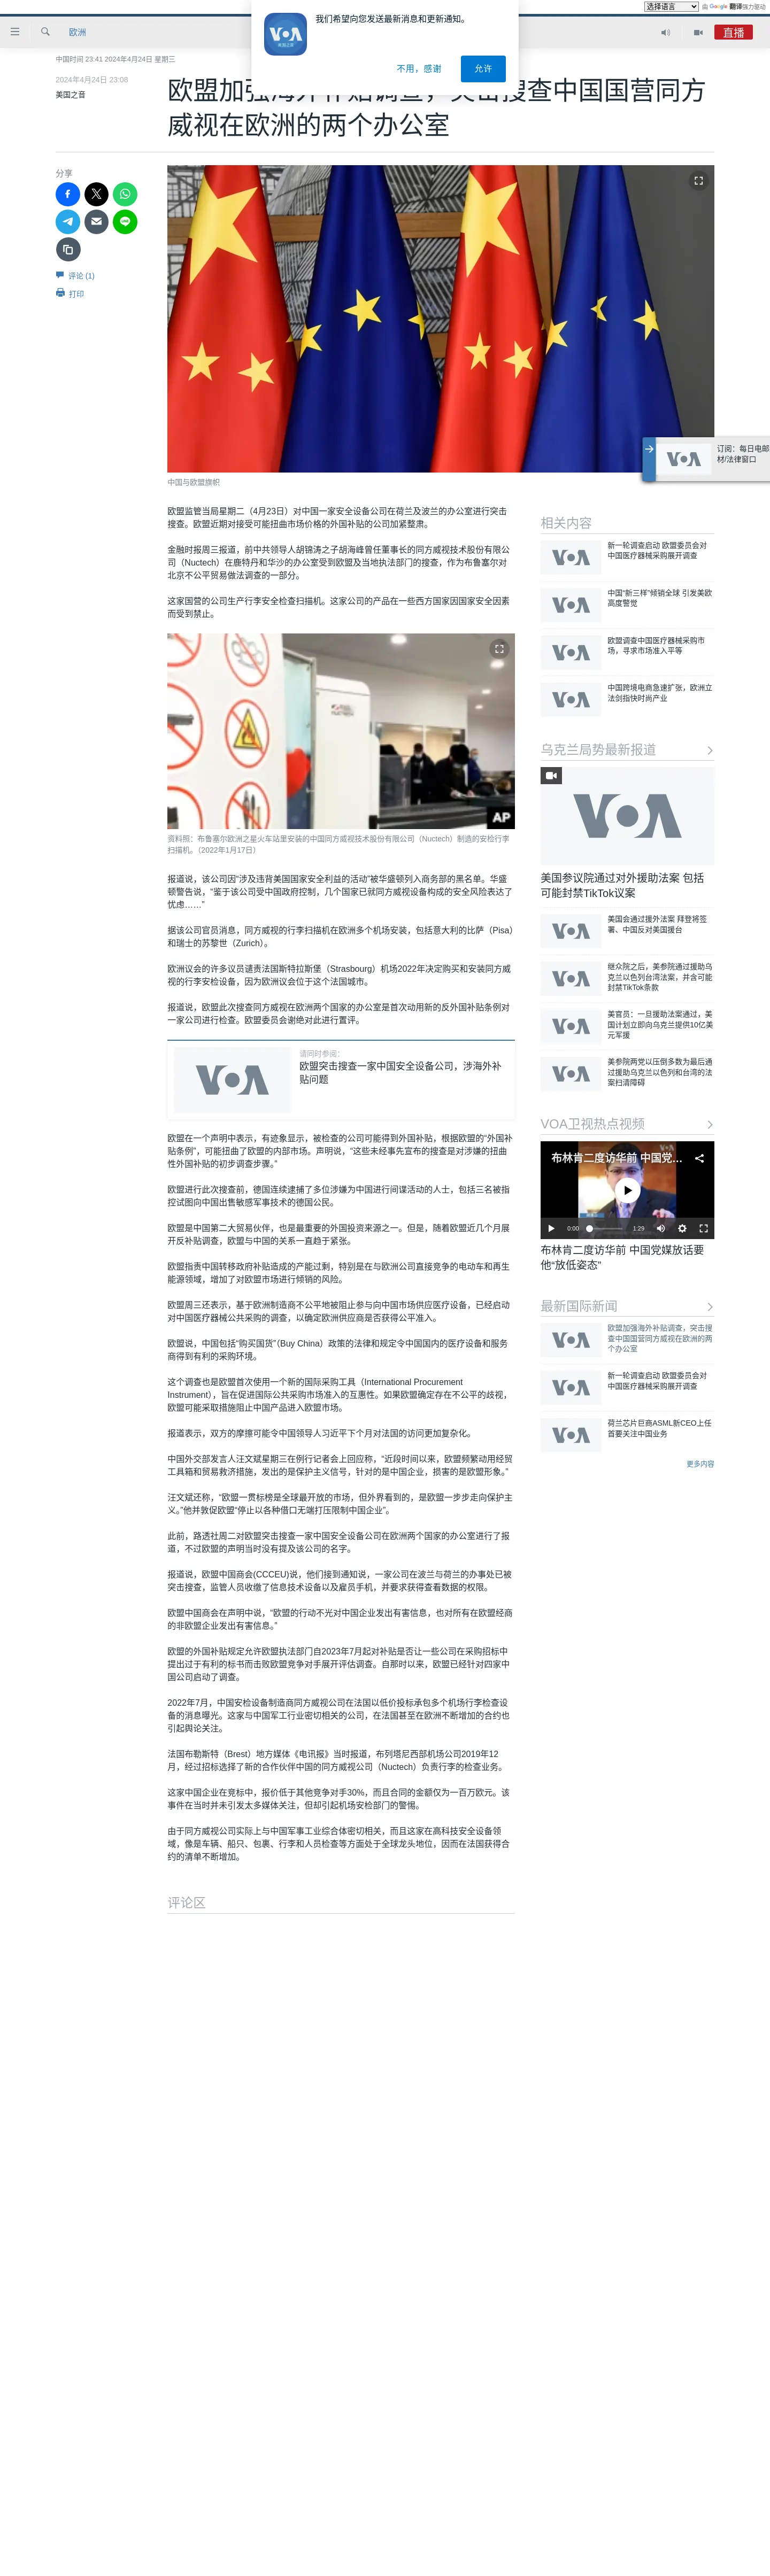 选择语言
由 Google 翻译强力驱动
VOA
美国之音
我们希望向您发送最新消息和更新通知。
不用，感谢
允许
欧洲
直播
中国时间 23:41 2024年4月24日 星期三
2024年4月24日 23:08
美国之音
欧盟加强海外补贴调查，突击搜查中国国营同方
威视在欧洲的两个办公室
分享
评论 (1)
打印
中国与欧盟旗帜
订阅：每日电邮
材/法律窗口
VOA
欧盟监管当局星期二（4月23日）对中国一家安全设备公司在荷兰及波兰的办公室进行突击
搜查。欧盟近期对接受可能扭曲市场价格的外国补贴的公司加紧整肃。
金融时报周三报道，前中共领导人胡锦涛之子胡海峰曾任董事长的同方威视技术股份有限公
司（Nuctech）在鹿特丹和华沙的办公室受到欧盟及当地执法部门的搜查，作为布鲁塞尔对
北京不公平贸易做法调查的一部分。
这家国营的公司生产行李安全检查扫描机。这家公司的产品在一些西方国家因国家安全因素
而受到禁止。
NUCTECH
AP
资料照：布鲁塞尔欧洲之星火车站里安装的中国同方威视技术股份有限公司（Nuctech）制造的安检行李
扫描机。（2022年1月17日）
报道说，该公司因“涉及违背美国国家安全利益的活动”被华盛顿列入商务部的黑名单。华盛
顿警告说，“鉴于该公司受中国政府控制，几个国家已就同方威视设备构成的安全风险表达了
忧虑……”
据该公司官员消息，同方威视的行李扫描机在欧洲多个机场安装，包括意大利的比萨（Pisa）
和瑞士的苏黎世（Zurich）。
欧洲议会的许多议员谴责法国斯特拉斯堡（Strasbourg）机场2022年决定购买和安装同方威
视的行李安检设备，因为欧洲议会位于这个法国城市。
报道说，欧盟此次搜查同方威视在欧洲两个国家的办公室是首次动用新的反外国补贴条例对
一家公司进行检查。欧盟委员会谢绝对此进行置评。
VOA
请同时参阅：
欧盟突击搜查一家中国安全设备公司，涉海外补
贴问题
欧盟在一个声明中表示，有迹象显示，被检查的公司可能得到外国补贴，根据欧盟的“外国补
贴条例”，可能扭曲了欧盟的内部市场。声明说，“这些未经事先宣布的搜查是对涉嫌的扭曲
性外国补贴的初步调查步骤。”
欧盟进行此次搜查前，德国连续逮捕了多位涉嫌为中国进行间谍活动的人士，包括三名被指
控试图向中国出售敏感军事技术的德国公民。
欧盟是中国第二大贸易伙伴，也是最重要的外国投资来源之一。但是，随着欧盟近几个月展
开反补贴调查，欧盟与中国的关系一直趋于紧张。
欧盟指责中国转移政府补贴造成的产能过剩，特别是在与欧洲公司直接竞争的电动车和再生
能源领域，增加了对欧盟市场进行倾销的风险。
欧盟周三还表示，基于欧洲制造商不公平地被阻止参与向中国市场供应医疗设备，已经启动
对中国医疗器械公共采购的调查，以确定欧洲供应商是否获得公平准入。
欧盟说，中国包括“购买国货”（Buy China）政策的法律和规定令中国国内的医疗设备和服务
商得到有利的采购环境。
这个调查也是欧盟首次使用一个新的国际采购工具（International Procurement
Instrument），旨在促进国际公共采购市场准入的互惠性。如果欧盟确定存在不公平的歧视，
欧盟可能采取措施阻止中国产品进入欧盟市场。
报道表示，双方的摩擦可能令中国领导人习近平下个月对法国的访问更加复杂化。
中国外交部发言人汪文斌星期三在例行记者会上回应称，“近段时间以来，欧盟频繁动用经贸
工具箱和贸易救济措施，发出的是保护主义信号，针对的是中国企业，损害的是欧盟形象。”
汪文斌还称，“欧盟一贯标榜是全球最开放的市场，但外界看到的，是欧盟一步步走向保护主
义。”他并敦促欧盟“停止以各种借口无端打压限制中国企业”。
此前，路透社周二对欧盟突击搜查一家中国安全设备公司在欧洲两个国家的办公室进行了报
道，不过欧盟的声明当时没有提及该公司的名字。
报道说，欧盟中国商会(CCCEU)说，他们接到通知说，一家公司在波兰与荷兰的办事处已被
突击搜查，监管人员收缴了信息技术设备以及雇员手机，并要求获得查看数据的权限。
欧盟中国商会在声明中说，“欧盟的行动不光对中国企业发出有害信息，也对所有在欧盟经商
的非欧盟企业发出有害信息。”
欧盟的外国补贴规定允许欧盟执法部门自2023年7月起对补贴是否让一些公司在采购招标中
提出过于有利的标书而击败欧盟竞争对手展开评估调查。自那时以来，欧盟已经针对四家中
国公司启动了调查。
2022年7月，中国安检设备制造商同方威视公司在法国以低价投标承包多个机场行李检查设
备的消息曝光。这家与中国军工行业密切相关的公司，在法国甚至在欧洲不断增加的合约也
引起舆论关注。
法国布勒斯特（Brest）地方媒体《电讯报》当时报道，布列塔尼西部机场公司2019年12
月，经过招标选择了新的合作伙伴中国的同方威视公司（Nuctech）负责行李的检查业务。
这家中国企业在竞标中，报价低于其他竞争对手30%，而且合同的金额仅为一百万欧元。该
事件在当时并未引发太多媒体关注，但却引起机场安检部门的警惕。
由于同方威视公司实际上与中国军事工业综合体密切相关，而且这家在高科技安全设备领
域，像是车辆、船只、包裹、行李和人员检查等方面处于全球龙头地位，因而在法国获得合
约的清单不断增加。
评论区
相关内容
VOA
新一轮调查启动 欧盟委员会对
中国医疗器械采购展开调查
VOA
中国“新三样”倾销全球 引发美欧
高度警觉
VOA
欧盟调查中国医疗器械采购市
场，寻求市场准入平等
VOA
中国跨境电商急速扩张，欧洲立
法剑指快时尚产业
乌克兰局势最新报道
VOA
美国参议院通过对外援助法案 包括
可能封禁TikTok议案
VOA
美国会通过援外法案 拜登将签
署、中国反对美国援台
VOA
继众院之后，美参院通过援助乌
克兰以色列台湾法案，并含可能
封禁TikTok条款
VOA
美官员：一旦援助法案通过，美
国计划立即向乌克兰提供10亿美
元军援
VOA
美参院两党以压倒多数为最后通
过援助乌克兰以色列和台湾的法
案扫清障碍
VOA卫视热点视频
布林肯二度访华前 中国党…
0:00
1:29
布林肯二度访华前 中国党媒放话要
他“放低姿态”
最新国际新闻
VOA
欧盟加强海外补贴调查，突击搜
查中国国营同方威视在欧洲的两
个办公室
VOA
新一轮调查启动 欧盟委员会对
中国医疗器械采购展开调查
VOA
荷兰芯片巨商ASML新CEO上任
首要关注中国业务
更多内容